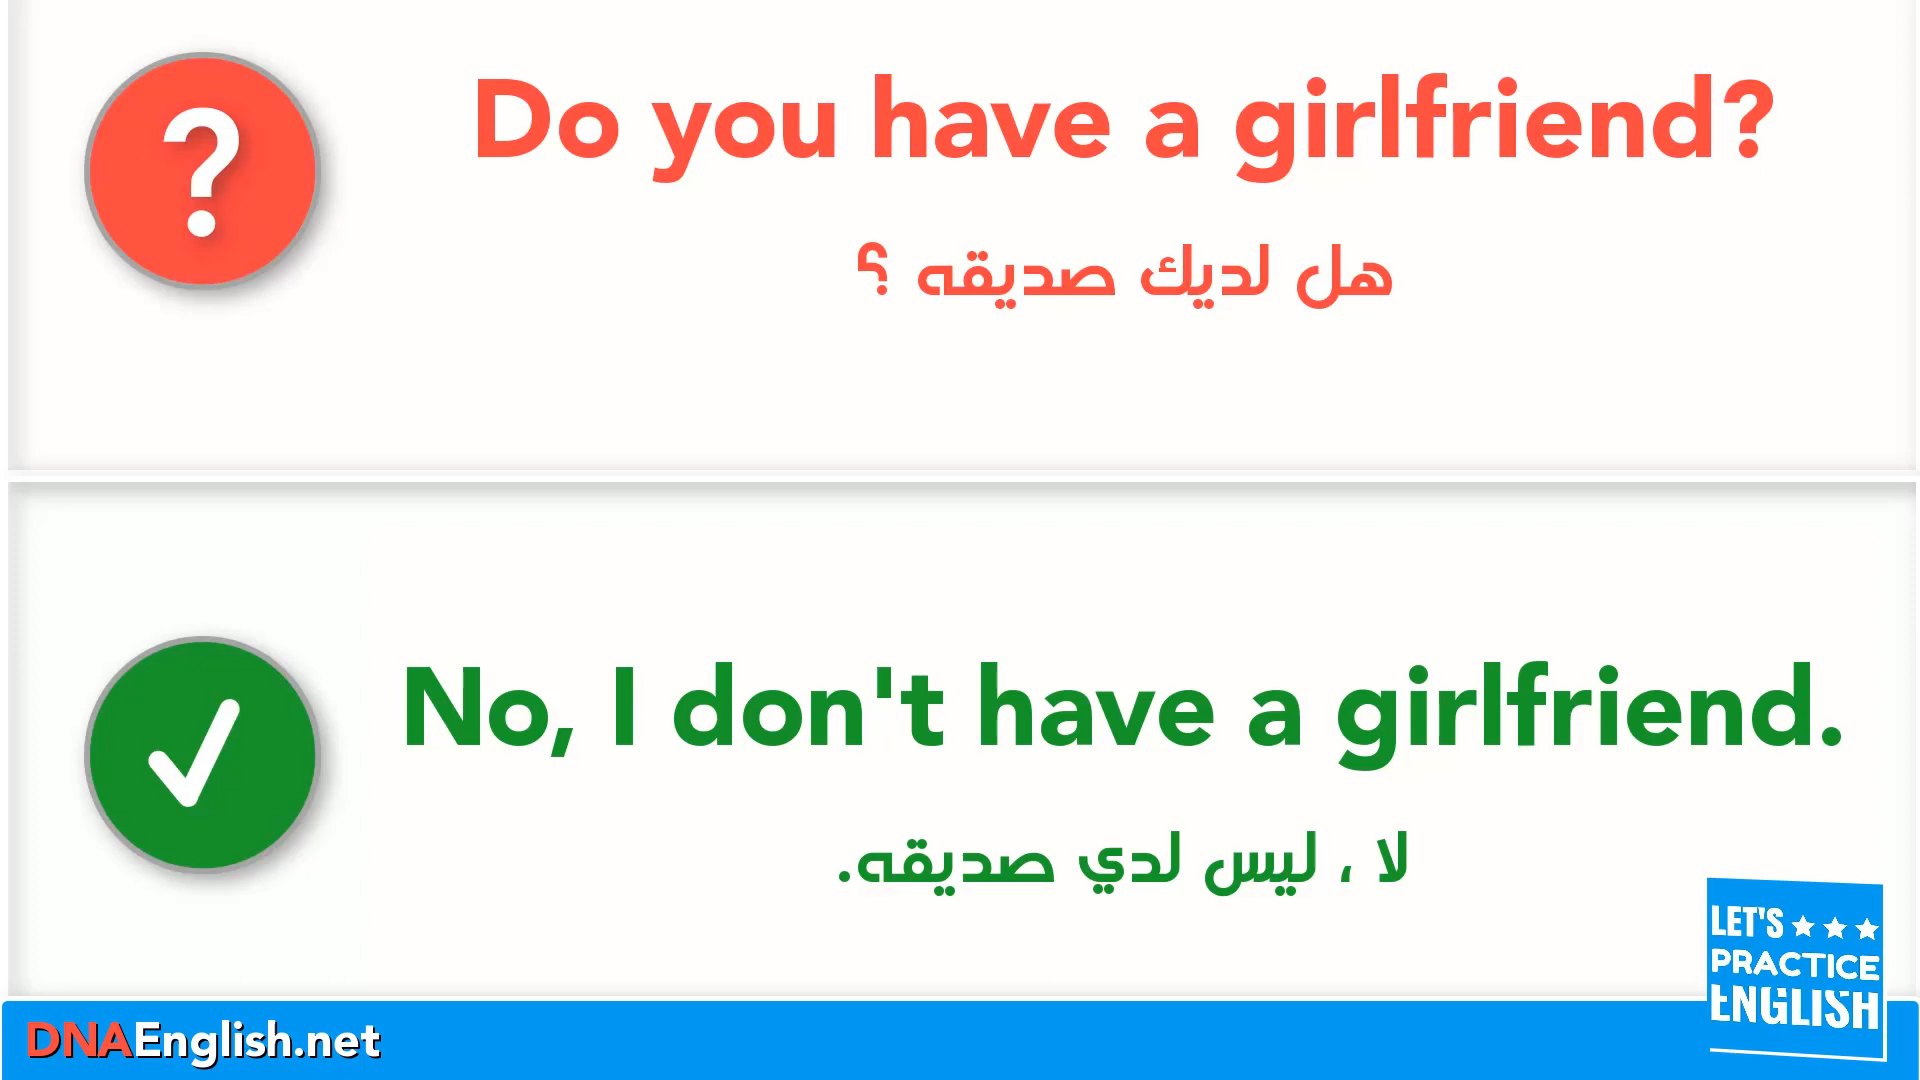 ?
Do you have a girlfriend?
هل لديك صديقه ؟
No, I don't have a girlfriend.
لا ، ليس لدي صديقه.
LET'S
PRACTICE
ENGLISH
DNAEnglish.net